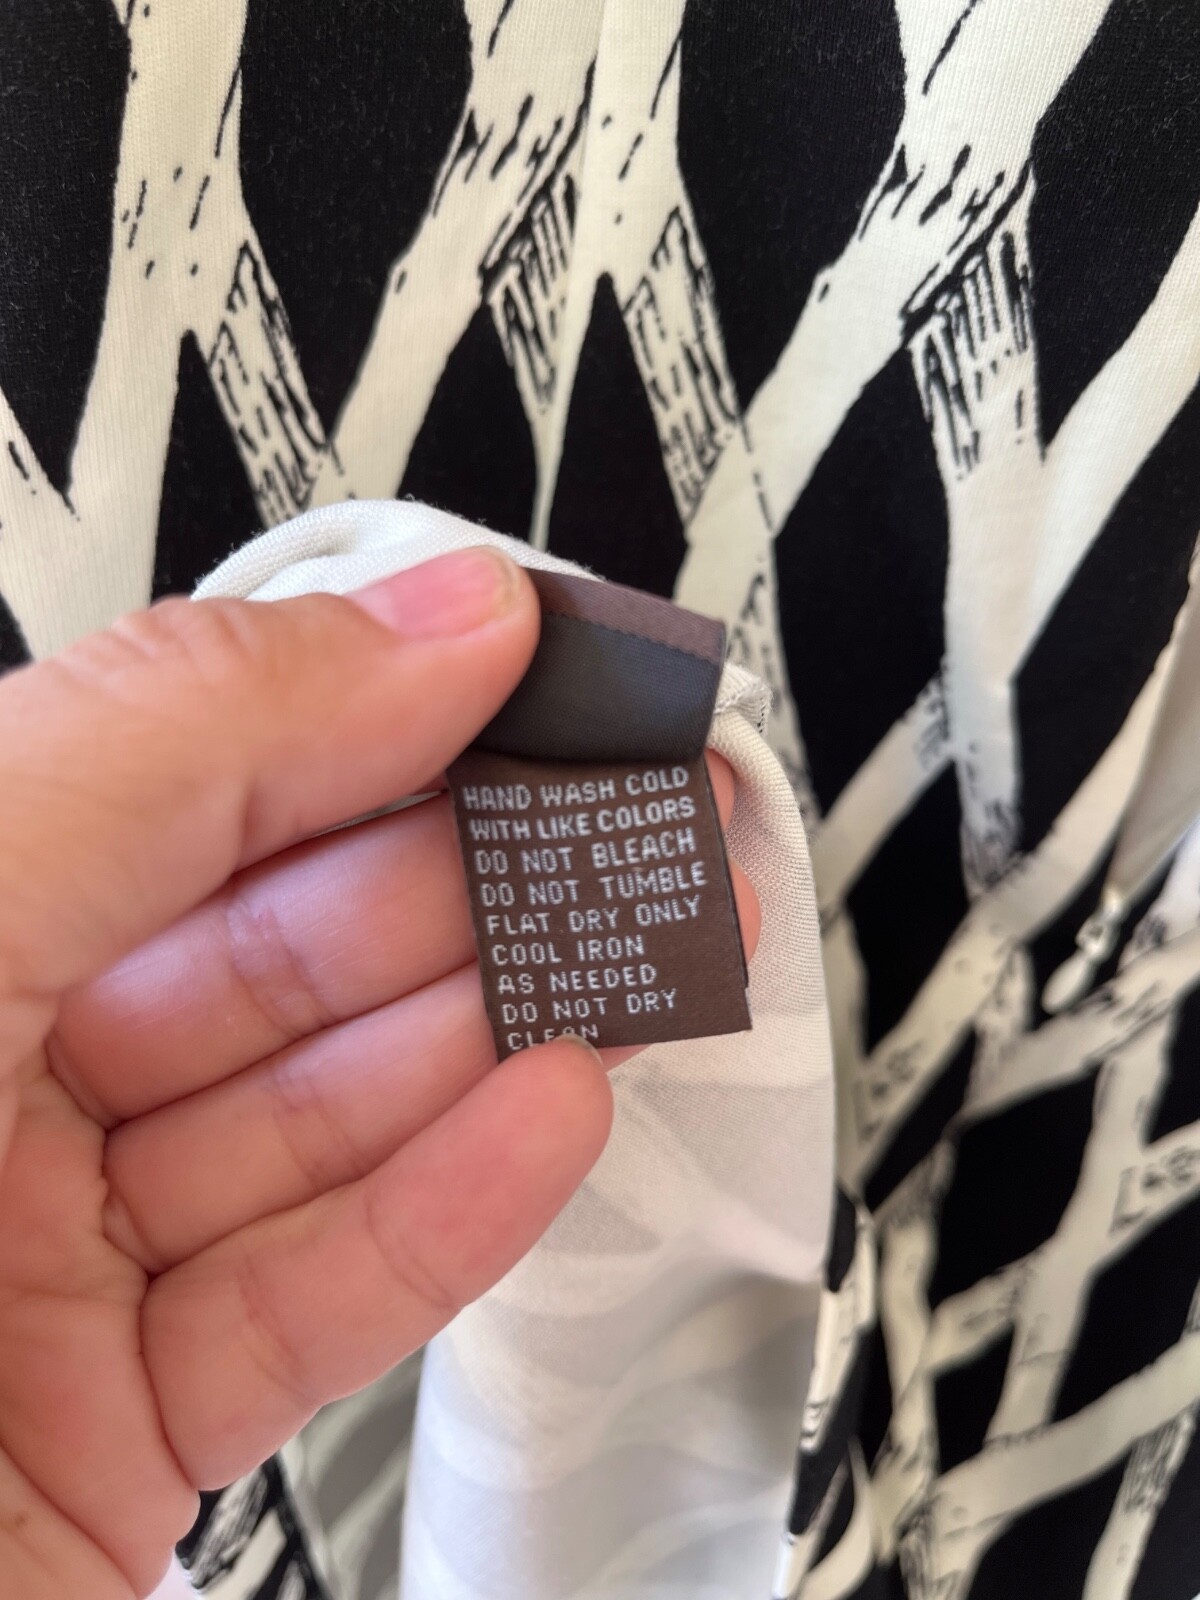 HAND WASH COLD
WITH LIKE COLORS
DO NOT BLEACH
DO NOT TUMBLE
FLAT DRY ONLY
COOL IRON
AS NEEDED
DO NOT DRY
CLEAN